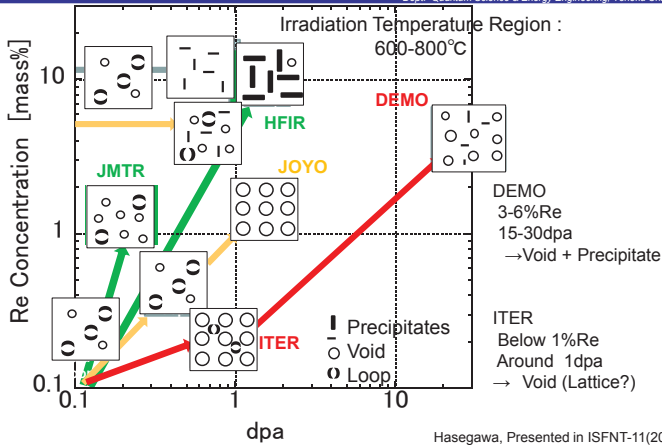 Irradiation Temperature Region :
600-800℃
Re Concentration [mass%]
10
1
0.1
DEMO
HFIR
JMTR
JOYO
ITER
Precipitates
Void
Loop
0.1
1
10
dpa
DEMO
3-6%Re
15-30dpa
→Void + Precipitate
ITER
Below 1%Re
Around 1dpa
→ Void (Lattice?)
Hasegawa, Presented in ISFNT-11(20